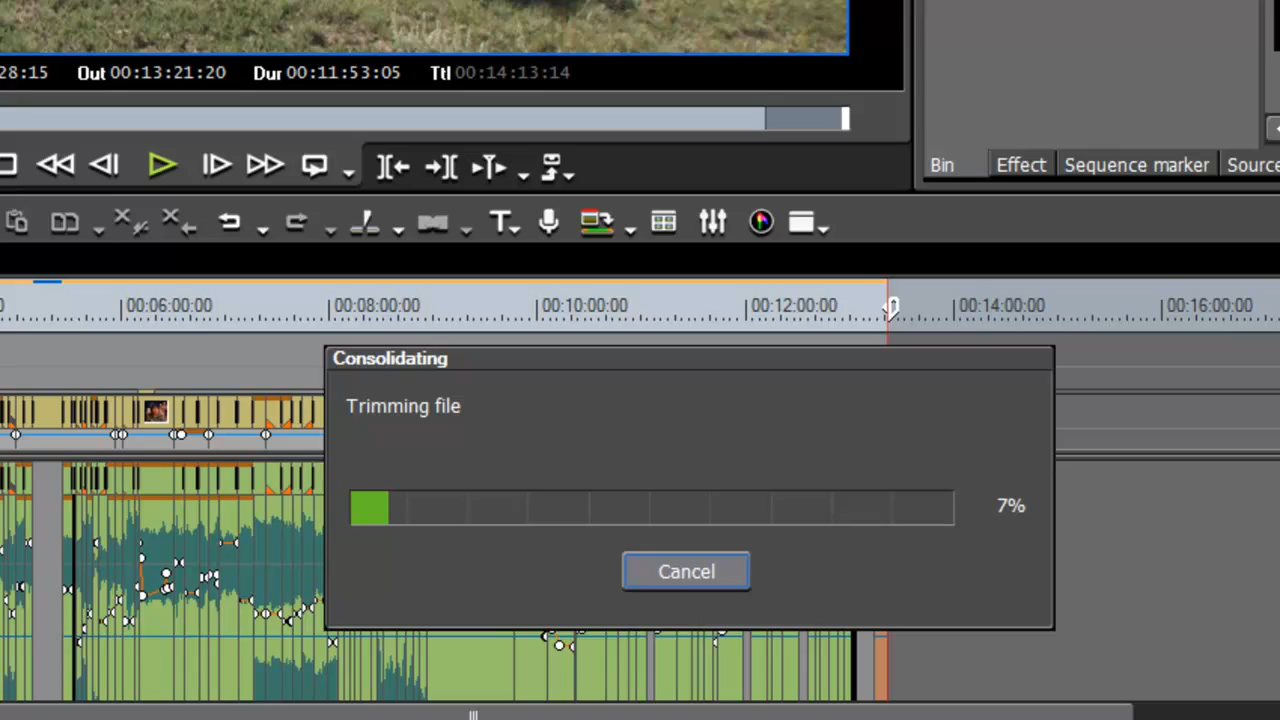 28:15 Out 00:13:21:20 Dur 00:11:53:05 Ttl 00:14:13:14
Bin Effect Sequence marker Source
00:06:00:00 00:08:00:00 00:10:00:00 00:12:00:00 00:14:00:00 00:16:00:00
Consolidating
Trimming file
7%
Cancel